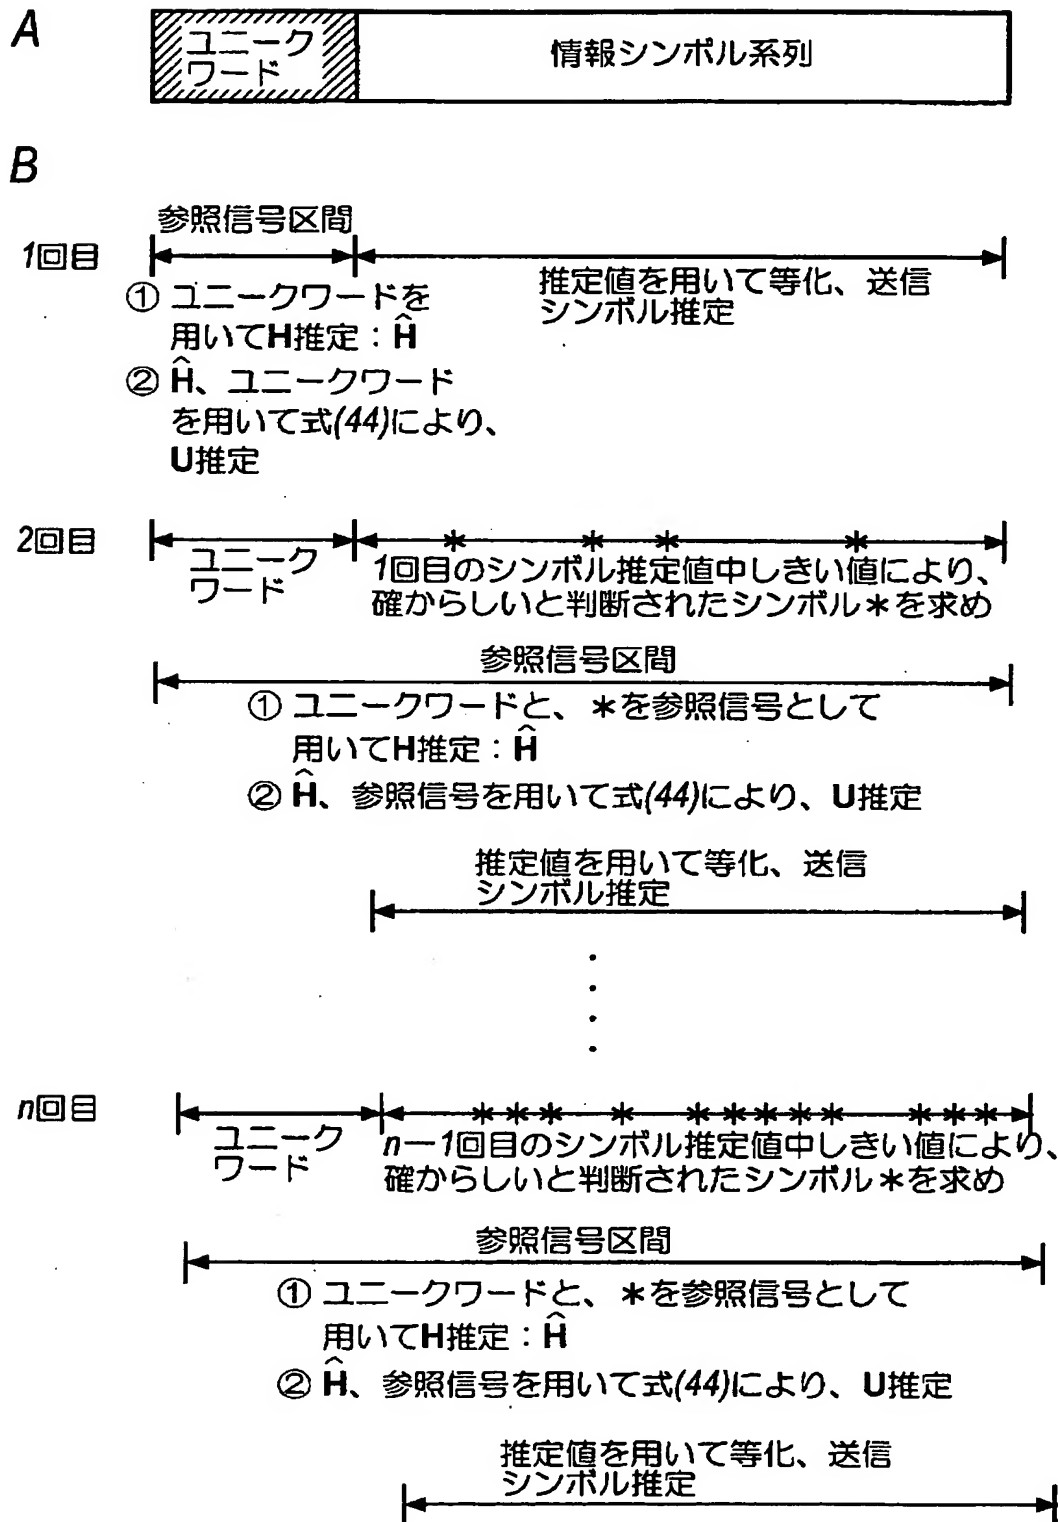 A
ユニーク
ワード
情報シンボル系列
B
参照信号区間
1回目
推定値を用いて等化、送信
シンボル推定
① ユニークワードを
用いてH推定：Ĥ
② Ĥ、ユニークワード
を用いて式(44)により、
U推定
2回目
ユニーク
ワード
1回目のシンボル推定値中しきい値により、
確からしいと判断されたシンボル＊を求め
参照信号区間
① ユニークワードと、＊を参照信号として
用いてH推定：Ĥ
② Ĥ、参照信号を用いて式(44)により、U推定
推定値を用いて等化、送信
シンボル推定
n回目
ユニーク
ワード
n－1回目のシンボル推定値中しきい値により、
確からしいと判断されたシンボル＊を求め
参照信号区間
① ユニークワードと、＊を参照信号として
用いてH推定：Ĥ
② Ĥ、参照信号を用いて式(44)により、U推定
推定値を用いて等化、送信
シンボル推定